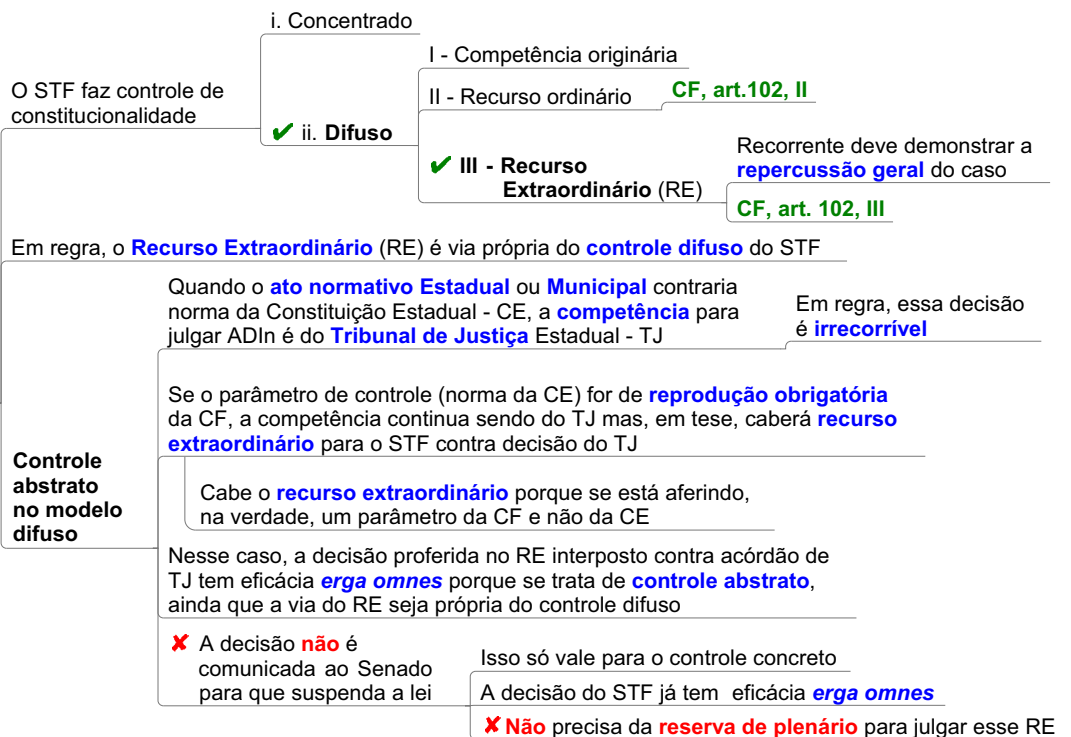 i. Concentrado
I - Competência originária
O STF faz controle de
constitucionalidade
II - Recurso ordinário
CF, art.102, II
✔ ii. Difuso
✔ III - Recurso
Extraordinário (RE)
Recorrente deve demonstrar a
repercussão geral do caso
CF, art. 102, III
Em regra, o Recurso Extraordinário (RE) é via própria do controle difuso do STF
Controle
abstrato
no modelo
difuso
Quando o ato normativo Estadual ou Municipal contraria
norma da Constituição Estadual - CE, a competência para
julgar ADIn é do Tribunal de Justiça Estadual - TJ
Em regra, essa decisão
é irrecorrível
Se o parâmetro de controle (norma da CE) for de reprodução obrigatória
da CF, a competência continua sendo do TJ mas, em tese, caberá recurso
extraordinário para o STF contra decisão do TJ
Cabe o recurso extraordinário porque se está aferindo,
na verdade, um parâmetro da CF e não da CE
Nesse caso, a decisão proferida no RE interposto contra acórdão de
TJ tem eficácia erga omnes porque se trata de controle abstrato,
ainda que a via do RE seja própria do controle difuso
✘ A decisão não é
comunicada ao Senado
para que suspenda a lei
Isso só vale para o controle concreto
A decisão do STF já tem eficácia erga omnes
✘ Não precisa da reserva de plenário para julgar esse RE